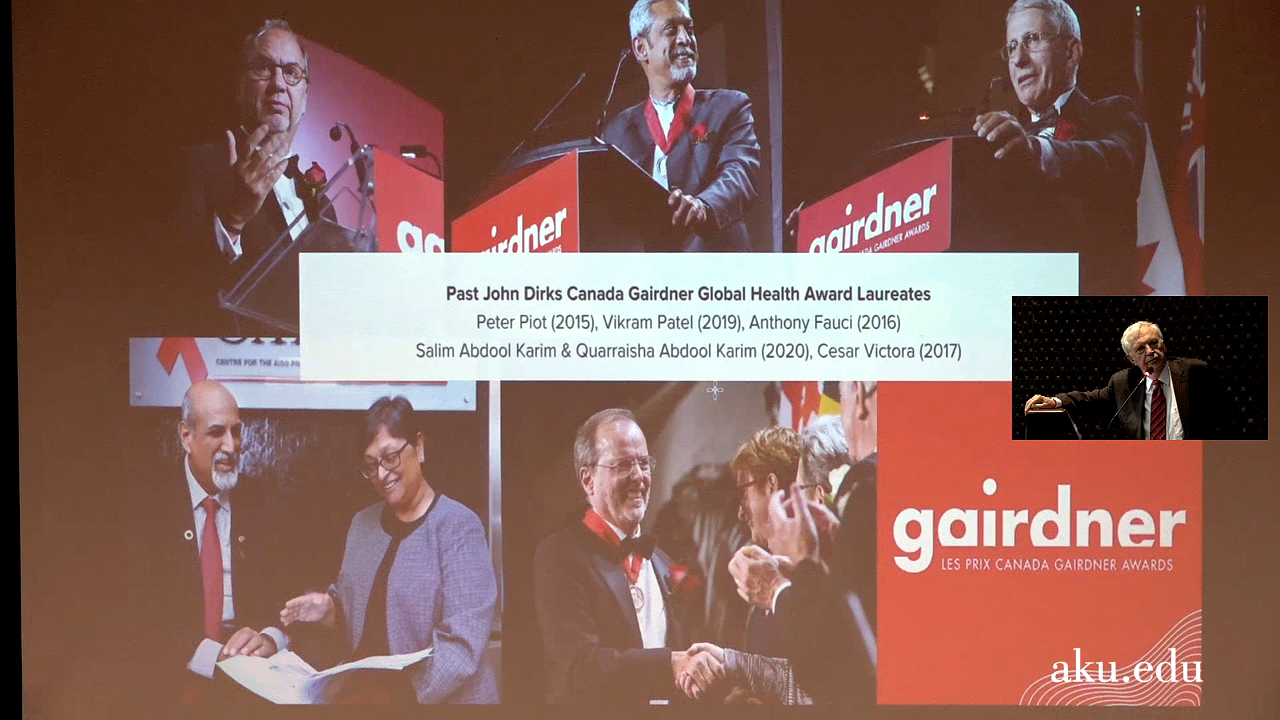 gairdner
CANADA GAIRDNER AWARDS
Past John Dirks Canada Gairdner Global Health Award Laureates
Peter Piot (2015), Vikram Patel (2019), Anthony Fauci (2016)
Salim Abdool Karim & Quarraisha Abdool Karim (2020), Cesar Victora (2017)
CENTRE FOR THE AIDS
gairdner
LES PRIX CANADA GAIRDNER AWARDS
aku.edu